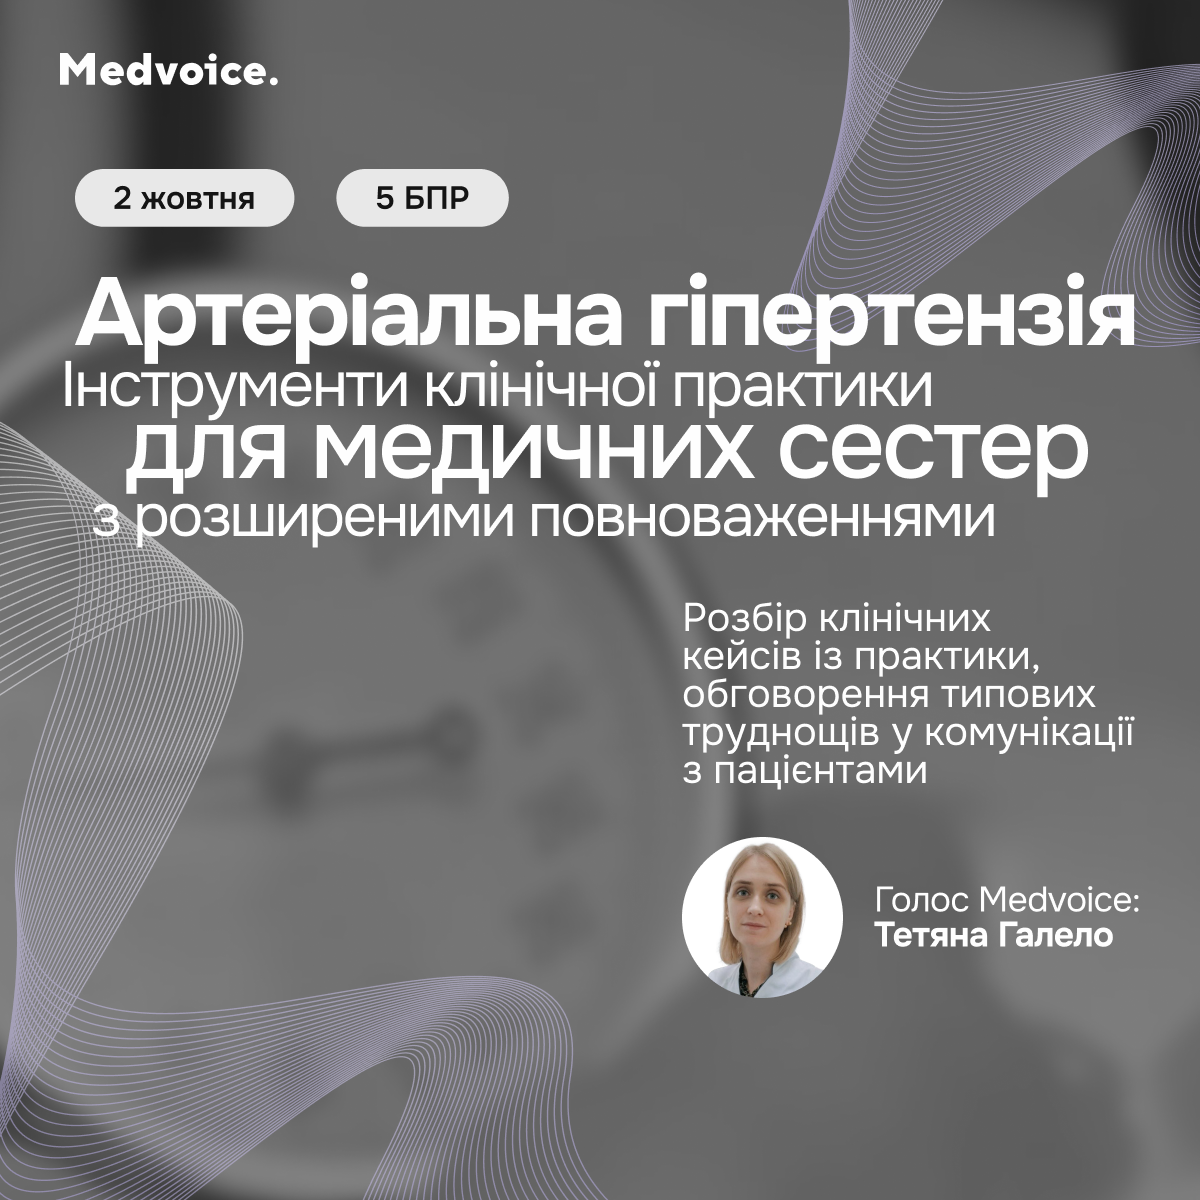 Medvoice.
2 жовтня
5 БПР
Артеріальна гіпертензія
Інструменти клінічної практики
для медичних сестер
з розширеними повноваженнями
Розбір клінічних
кейсів із практики,
обговорення типових
труднощів у комунікації
з пацієнтами
Голос Medvoice:
Тетяна Галело